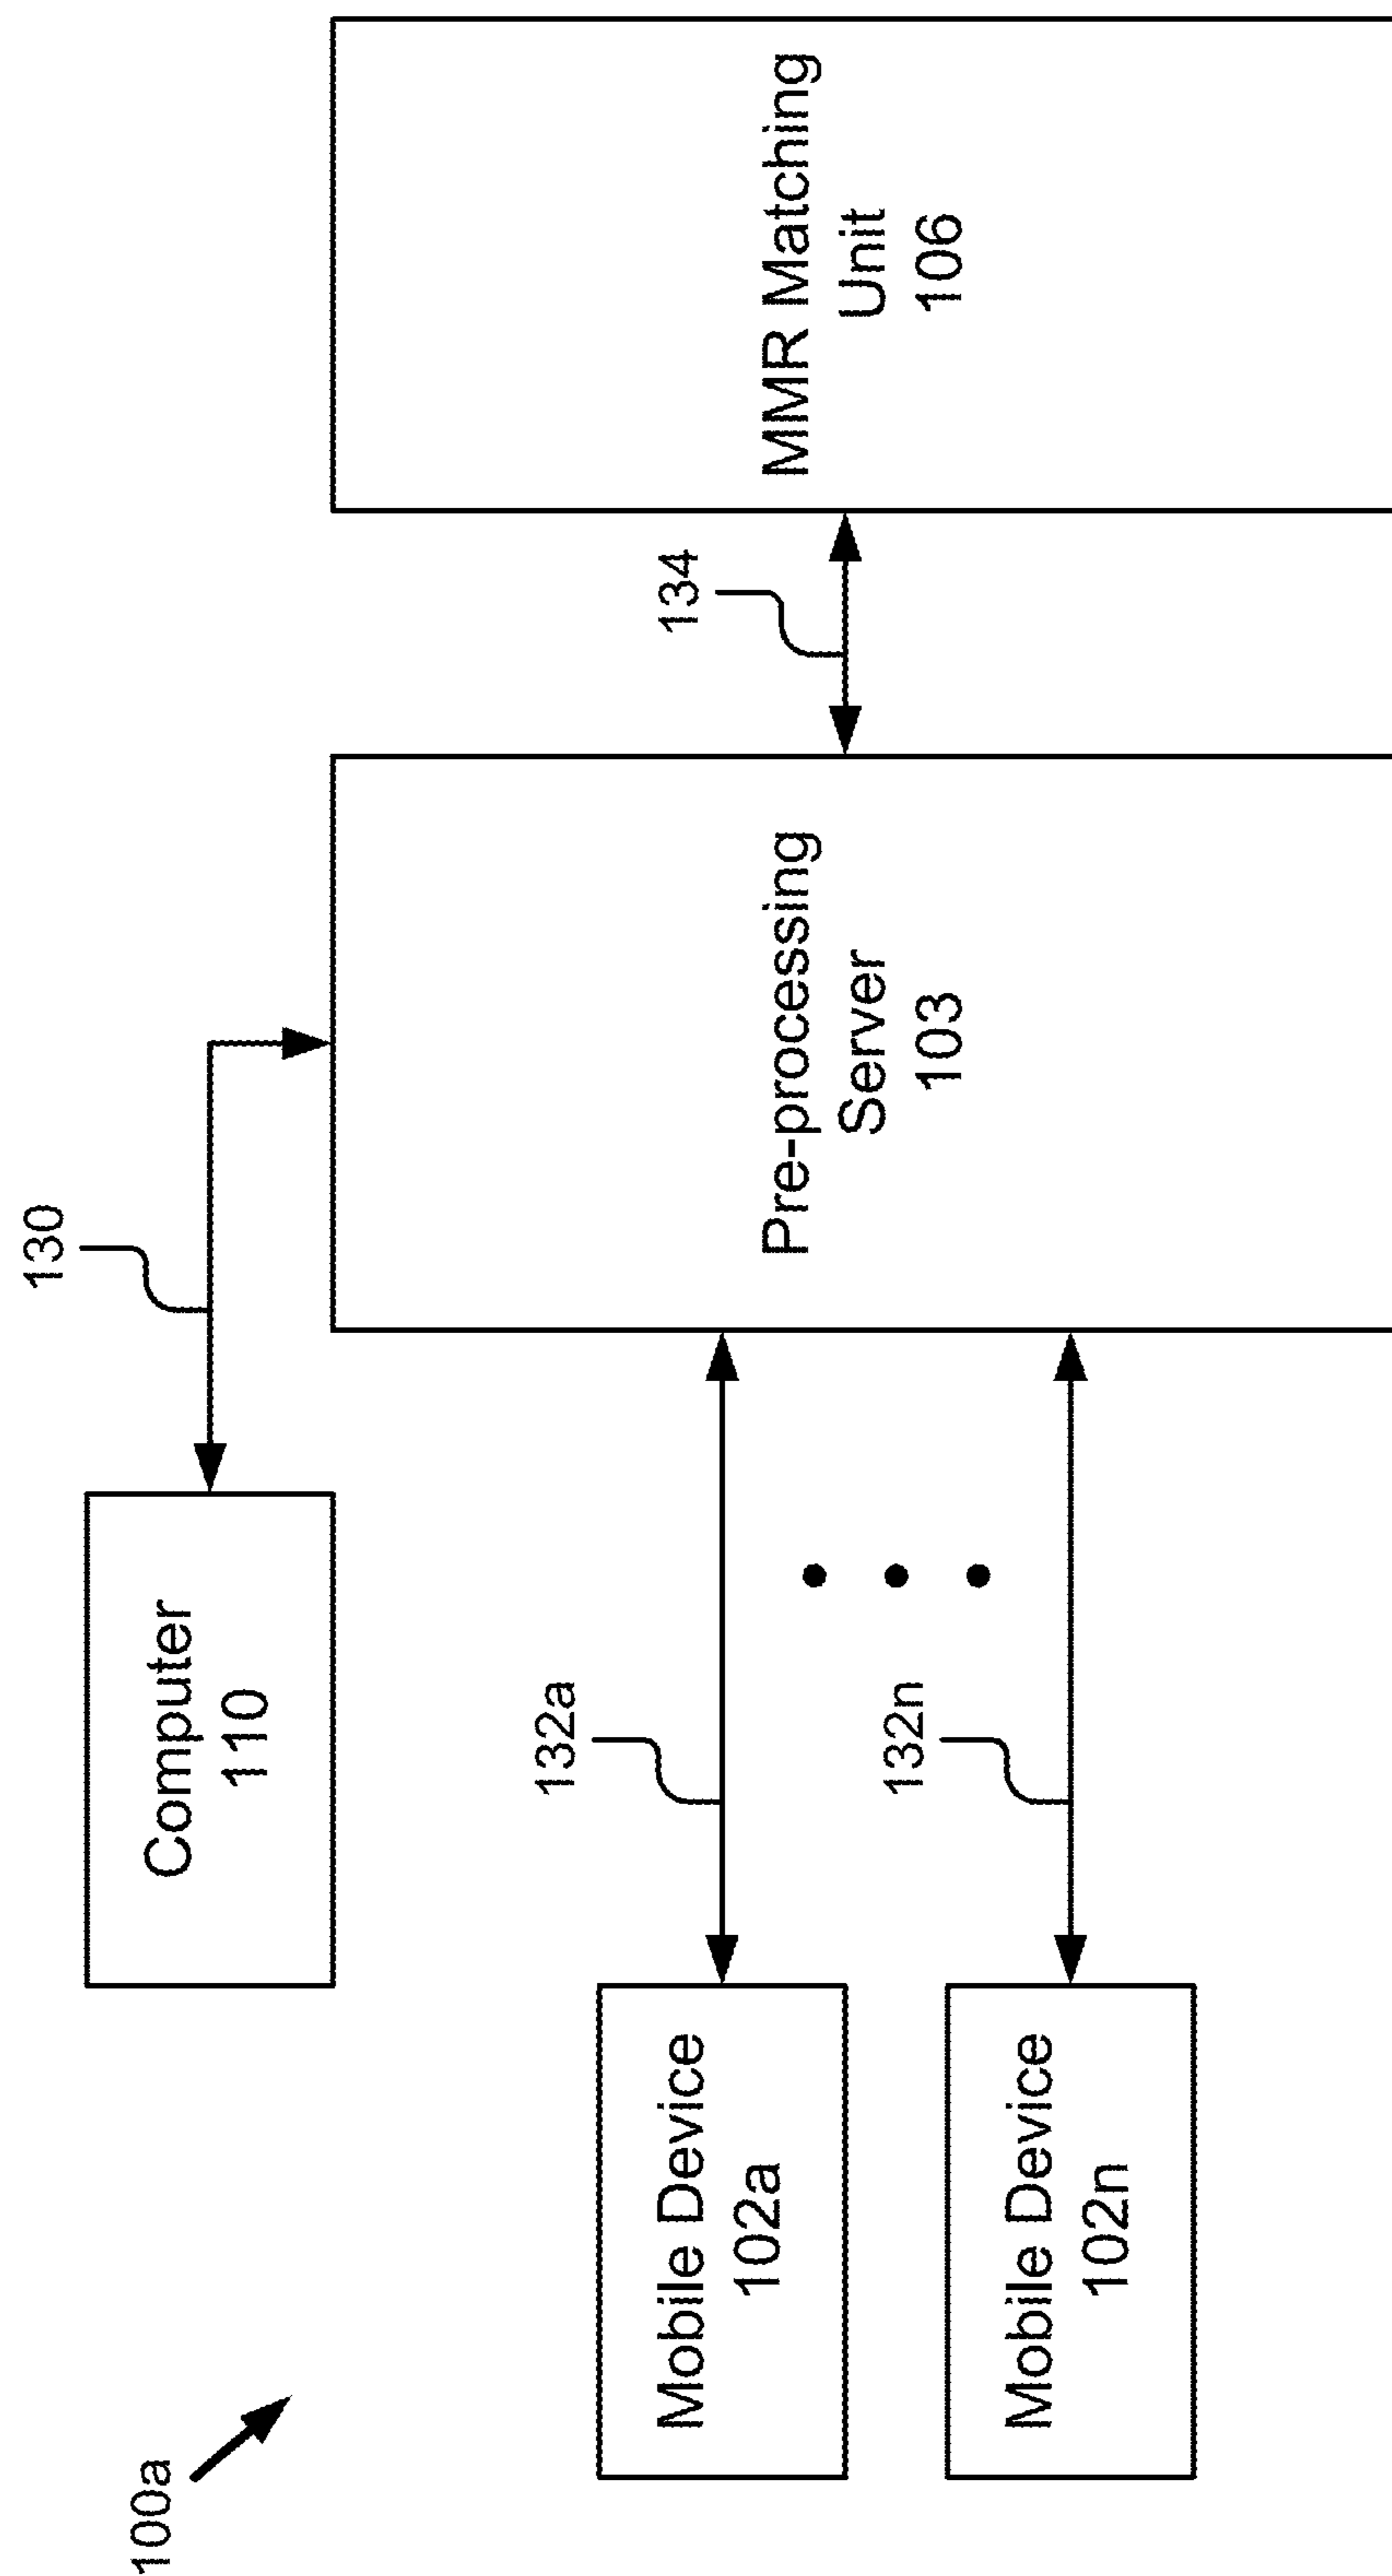 100a
130
Computer
110
132a
132n
134
Mobile Device
102a
Mobile Device
102n
Pre-processing
Server
103
MMR Matching
Unit
106